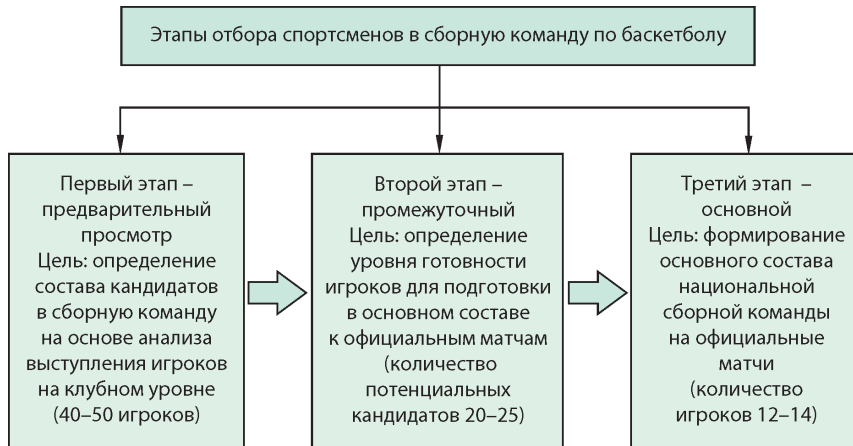 Этапы отбора спортсменов в сборную команду по баскетболу
Первый этап –
предварительный
просмотр
Цель: определение
состава кандидатов
в сборную команду
на основе анализа
выступления игроков
на клубном уровне
(40–50 игроков)
Второй этап –
промежуточный
Цель: определение
уровня готовности
игроков для подготовки
в основном составе
к официальным матчам
(количество
потенциальных
кандидатов 20–25)
Третий этап –
основной
Цель: формирование
основного состава
национальной
сборной команды
на официальные
матчи
(количество
игроков 12–14)